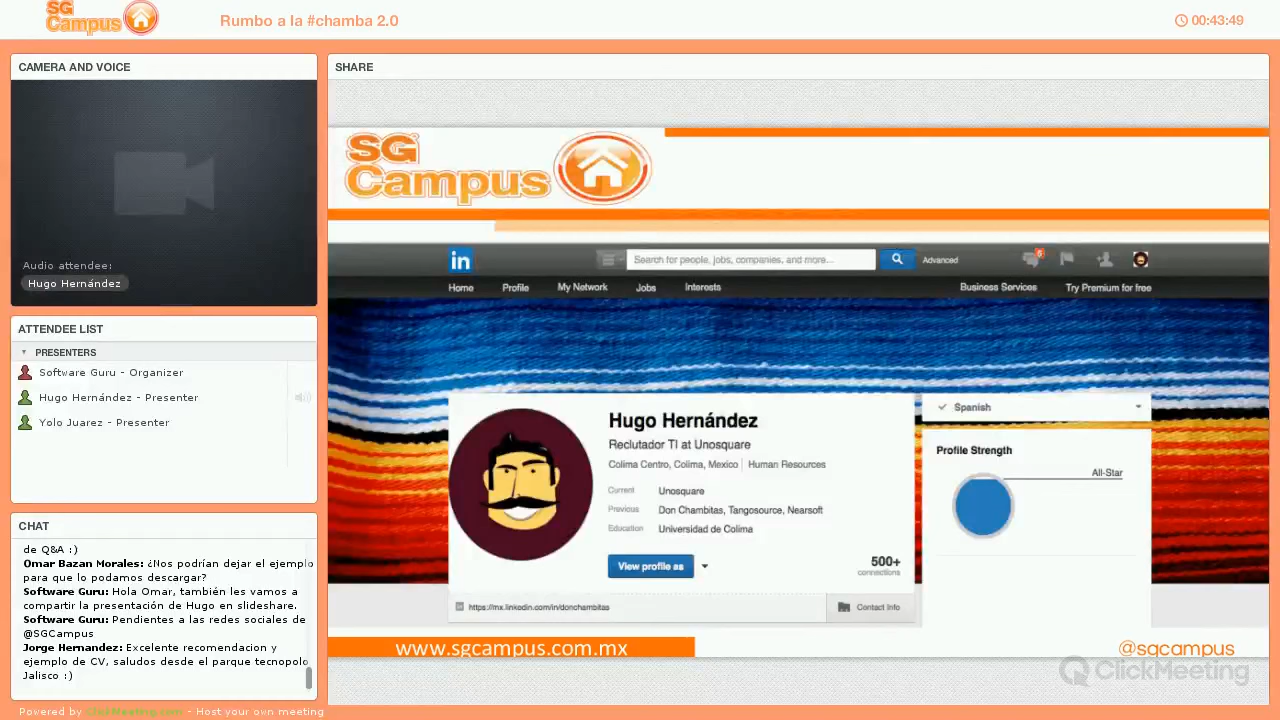 SG
Campus
Rumbo a la #chamba 2.0
00:43:49
CAMERA AND VOICE
Audio attendee:
Hugo Hernández
ATTENDEE LIST
PRESENTERS
Software Guru - Organizer
Hugo Hernández - Presenter
Yolo Juarez - Presenter
CHAT
de Q&A :)
Omar Bazan Morales: ¿Nos podrían dejar el ejemplo
para que lo podamos descargar?
Software Guru: Hola Omar, también les vamos a
compartir la presentación de Hugo en slideshare.
Software Guru: Pendientes a las redes sociales de
@SGCampus
Jorge Hernandez: Excelente recomendacion y
ejemplo de CV, saludos desde el parque tecnopolo
Jalisco :)
Powered by ClickMeeting.com - Host your own meeting
SHARE
SG
Campus
in
Search for people, jobs, companies, and more...
Advanced
6
Home Profile My Network Jobs Interests Business Services Try Premium for free
Hugo Hernández
Reclutador TI at Unosquare
Colima Centro, Colima, Mexico | Human Resources
Current Unosquare
Previous Don Chambitas, Tangosource, Nearsoft
Education Universidad de Colima
View profile as
500+
connections
https://mx.linkedin.com/in/donchambitas
Contact Info
Spanish
Profile Strength
All-Star
www.sgcampus.com.mx
@sgcampus
ClickMeeting